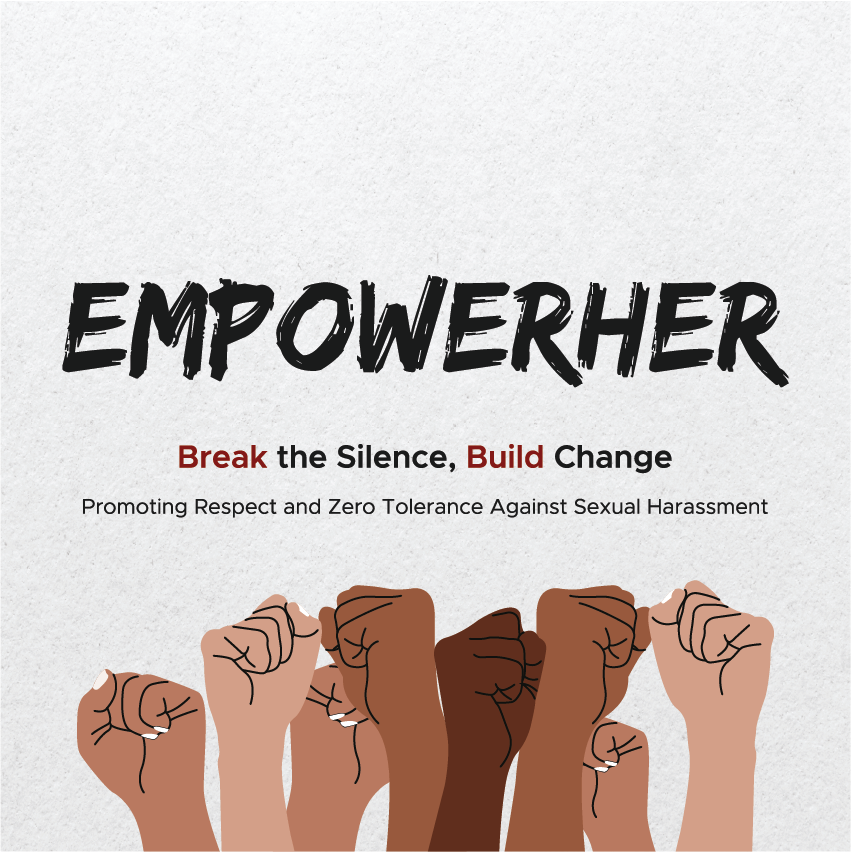 EMPOWERHER
Break the Silence, Build Change
Promoting Respect and Zero Tolerance Against Sexual Harassment